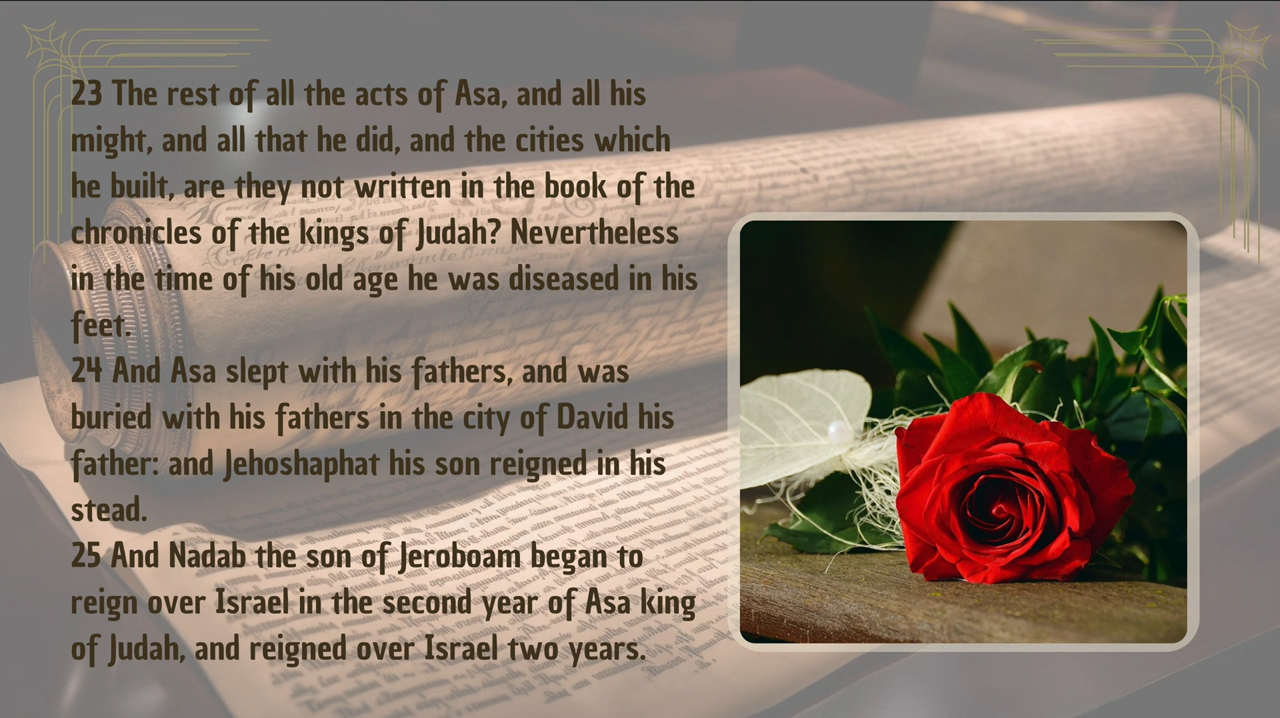 23 The rest of all the acts of Asa, and all his
might, and all that he did, and the cities which
he built, are they not written in the book of the
chronicles of the kings of Judah? Nevertheless
in the time of his old age he was diseased in his
feet.
24 And Asa slept with his fathers, and was
buried with his fathers in the city of David his
father: and Jehoshaphat his son reigned in his
stead.
25 And Nadab the son of Jeroboam began to
reign over Israel in the second year of Asa king
of Judah, and reigned over Israel two years.